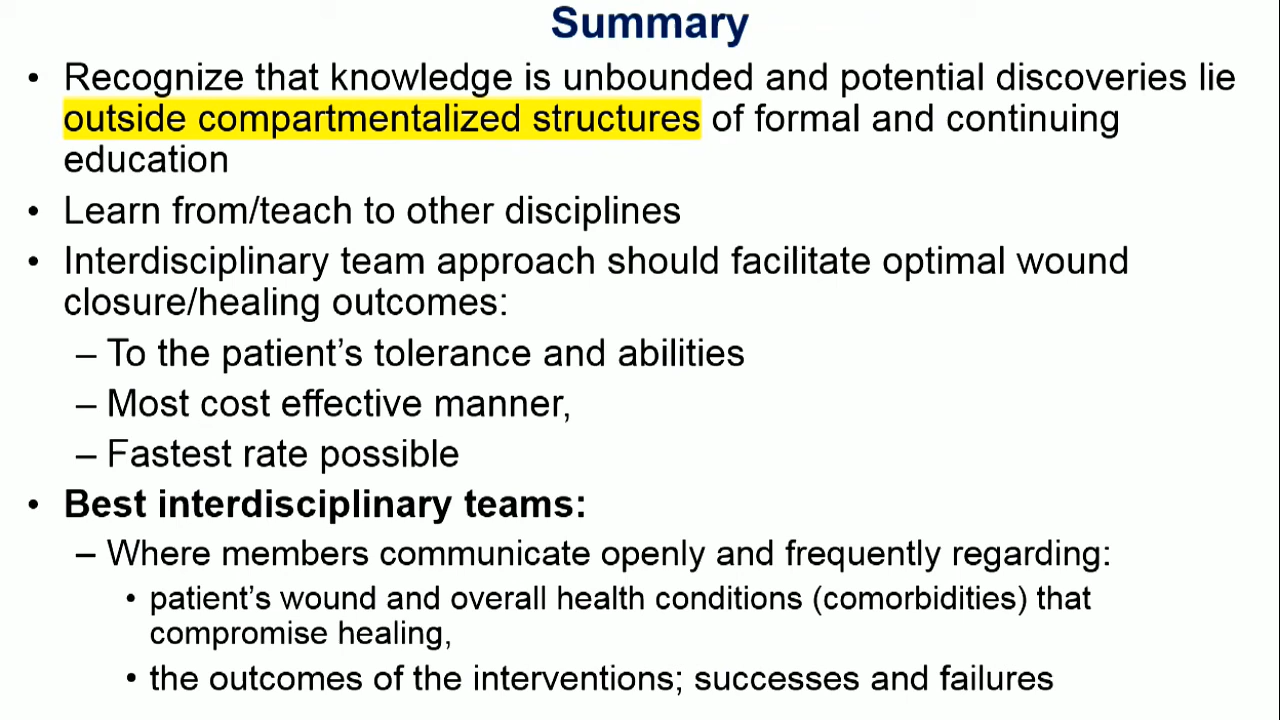 Summary
• Recognize that knowledge is unbounded and potential discoveries lie
outside compartmentalized structures of formal and continuing
education
• Learn from/teach to other disciplines
• Interdisciplinary team approach should facilitate optimal wound
closure/healing outcomes:
– To the patient’s tolerance and abilities
– Most cost effective manner,
– Fastest rate possible
• Best interdisciplinary teams:
– Where members communicate openly and frequently regarding:
• patient’s wound and overall health conditions (comorbidities) that
compromise healing,
• the outcomes of the interventions; successes and failures